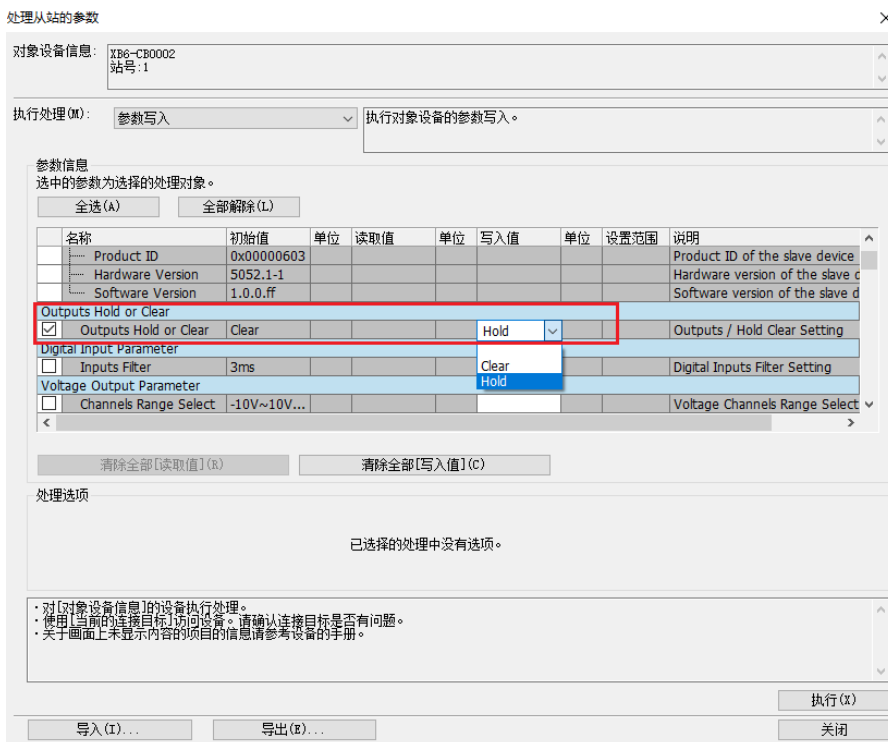 处理从站的参数
对象设备信息: XB6-CB0002
站号:1
执行处理(M): 参数写入 执行对象设备的参数写入。
参数信息
选中的参数为选择的处理对象。
全选(A) 全部解除(L)
名称 初始值 单位 读取值 单位 写入值 单位 设置范围 说明
Product ID 0x00000603 Product ID of the slave device
Hardware Version 5052.1-1 Hardware version of the slave d
Software Version 1.0.0.ff Software version of the slave d
Outputs Hold or Clear
Outputs Hold or Clear Clear Hold Outputs / Hold Clear Setting
Digital Input Parameter
Inputs Filter 3ms Clear Digital Inputs Filter Setting
Hold
Voltage Output Parameter
Channels Range Select -10V~10V... Voltage Channels Range Select
清除全部[读取值](R) 清除全部[写入值](C)
处理选项
已选择的处理中没有选项。
·对[对象设备信息]的设备执行处理。
·使用[当前的连接目标]访问设备。请确认连接目标是否有问题。
·关于画面上未显示内容的项目的信息请参考设备的手册。
执行(X)
导入(I)... 导出(E)... 关闭